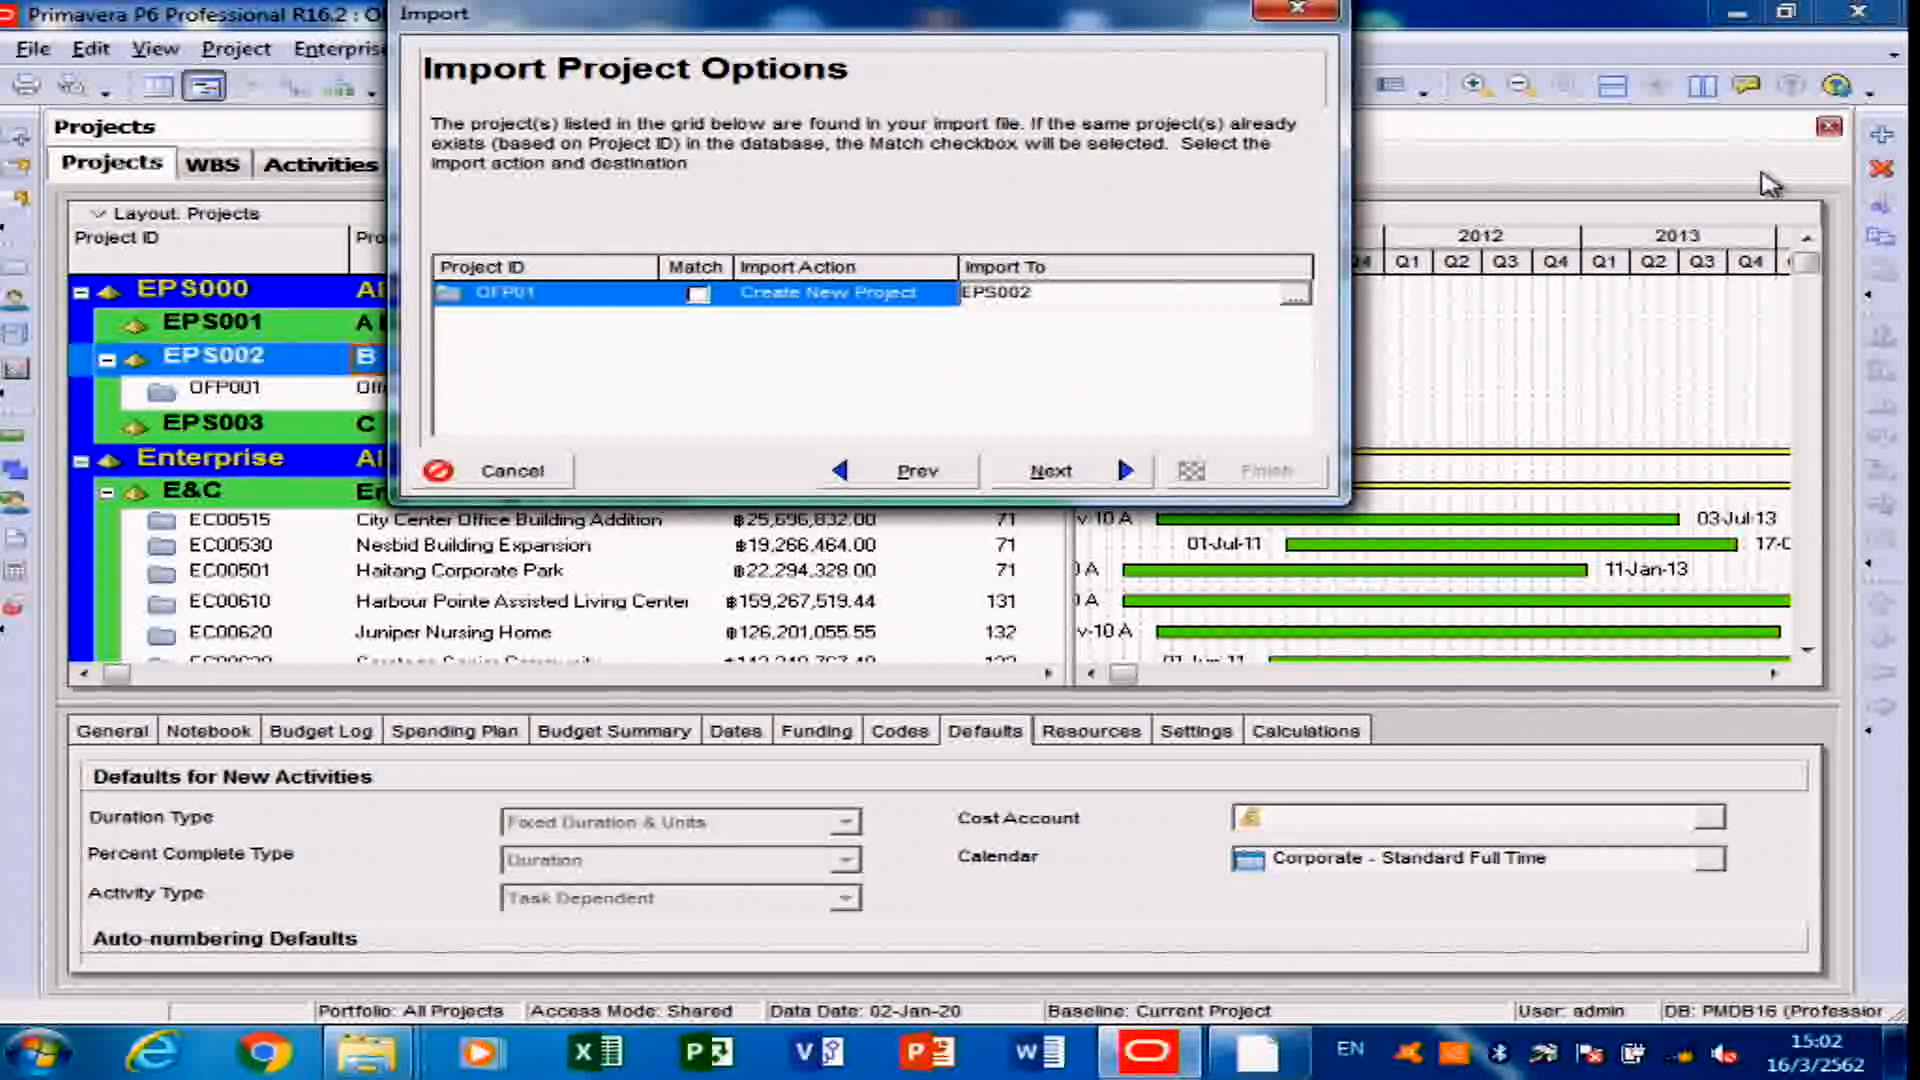 Primavera P6 Professional R16.2 : O
Import
File Edit View Project Enterprise
Import Project Options
The project(s) listed in the grid below are found in your import file. If the same project(s) already
exists (based on Project ID) in the database, the Match checkbox will be selected. Select the
import action and destination
Projects
Projects WBS Activities
Layout: Projects
Project ID
2012 2013
Q1 Q2 Q3 Q4 Q1 Q2 Q3 Q4
Project ID Match Import Action Import To
OFP01 Create New Project EPS002 ...
EPS000
EPS001 A
EPS002 B
OFP001
EPS003 C
Enterprise
E&C
Cancel Prev Next Finish
EC00515 City Center Office Building Addition ฿25,696,832.00 71 v-10 A 03-Jul-13
EC00530 Nesbid Building Expansion ฿19,266,464.00 71 01-Jul-11
EC00501 Haitang Corporate Park ฿22,294,328.00 71 11-Jan-13
EC00610 Harbour Pointe Assisted Living Center ฿159,267,519.44 131
EC00620 Juniper Nursing Home ฿126,201,055.55 132 v-10 A
General Notebook Budget Log Spending Plan Budget Summary Dates Funding Codes Defaults Resources Settings Calculations
Defaults for New Activities
Duration Type Fixed Duration & Units Cost Account
Percent Complete Type Duration Calendar Corporate - Standard Full Time
Activity Type Task Dependent
Auto-numbering Defaults
Portfolio: All Projects Access Mode: Shared Data Date: 02-Jan-20 Baseline: Current Project User: admin DB: PMDB16 (Professior
EN
15:02
16/3/2562